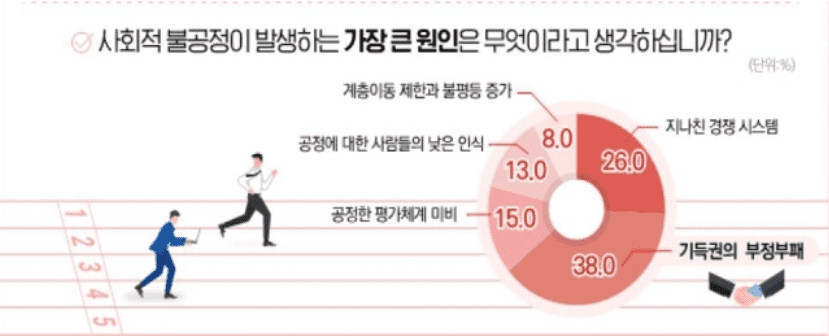 사회적 불공정이 발생하는 가장 큰 원인은 무엇이라고 생각하십니까?
(단위:%)
계층이동 제한과 불평등 증가
8.0
지나친 경쟁 시스템
26.0
공정에 대한 사람들의 낮은 인식
13.0
공정한 평가체계 미비
15.0
기득권의 부정부패
38.0
1
2
3
4
5